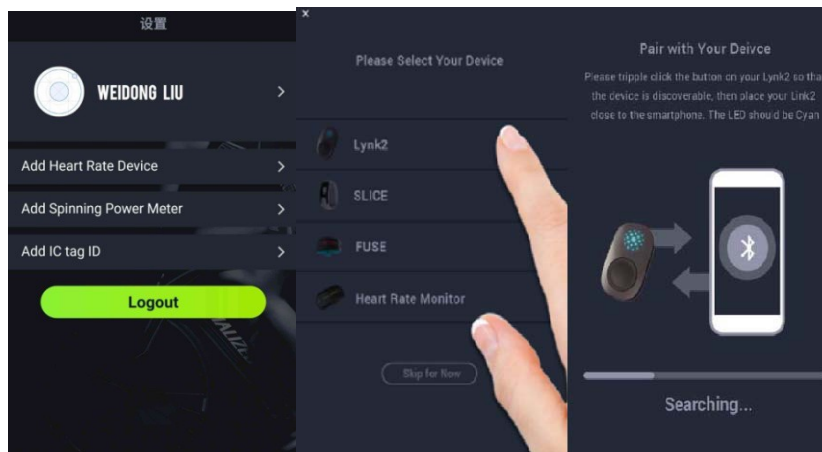 设置
WEIDONG LIU
Add Heart Rate Device
Add Spinning Power Meter
Add IC tag ID
Logout
×
Please Select Your Device
Lynk2
SLICE
FUSE
Heart Rate Monitor
Skip for Now
Pair with Your Deivce
Please tripple click the button on your Lynk2 so tha
the device is discoverable, then place your Link2
close to the smartphone. The LED should be Cyan
Searching...